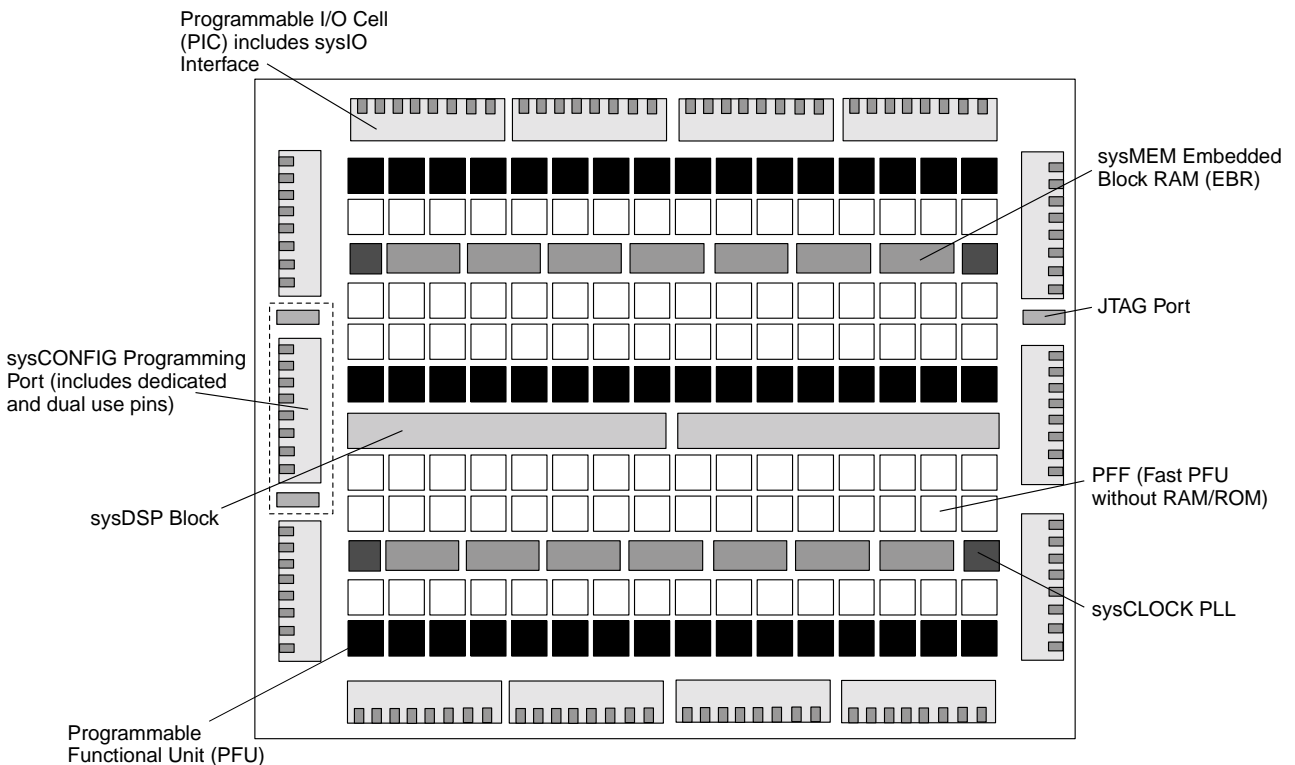 Programmable I/O Cell
(PIC) includes sysIO
Interface
sysMEM Embedded
Block RAM (EBR)
JTAG Port
sysCONFIG Programming
Port (includes dedicated
and dual use pins)
PFF (Fast PFU
without RAM/ROM)
sysDSP Block
sysCLOCK PLL
Programmable
Functional Unit (PFU)